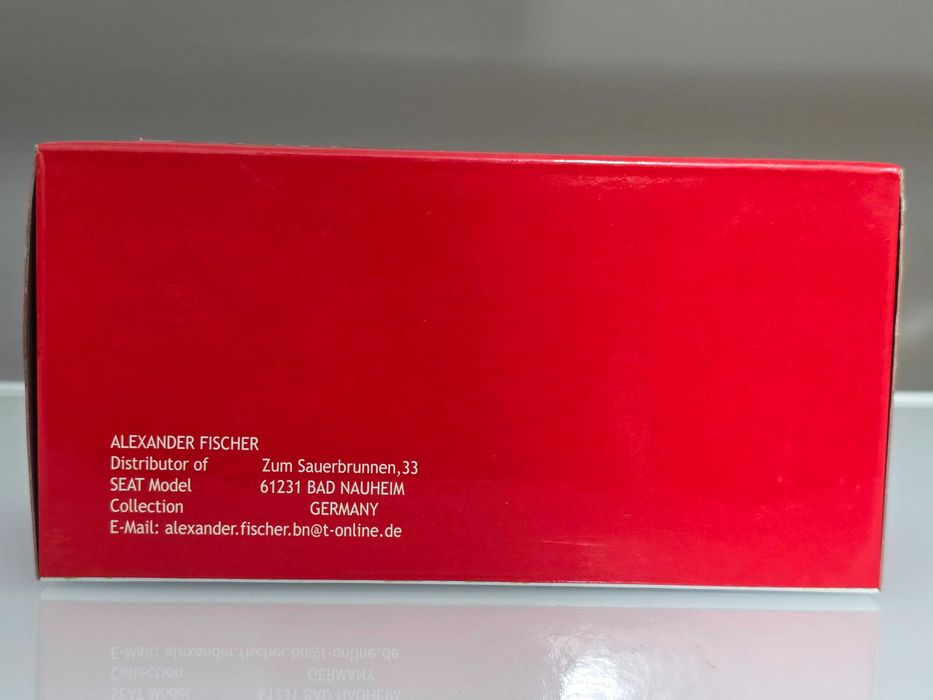 ALEXANDER FISCHER
Distributor of Zum Sauerbrunnen,33
SEAT Model 61231 BAD NAUHEIM
Collection GERMANY
E-Mail: alexander.fischer.bn@t-online.de